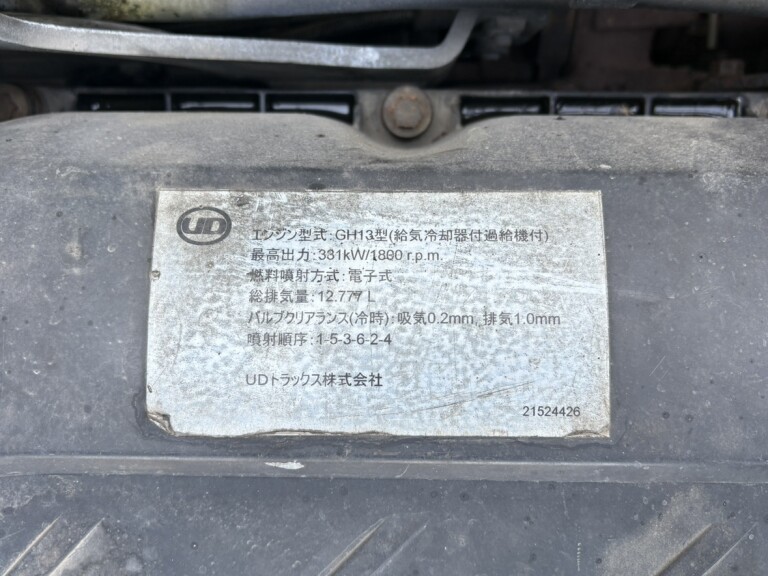 UD
エンジン型式:GH13型(給気冷却器付過給機付)
最高出力:331kW/1800 r.p.m.
燃料噴射方式:電子式
総排気量:12.777 L
バルブクリアランス(冷時):吸気0.2mm, 排気1.0mm
噴射順序:1-5-3-6-2-4
UDトラックス株式会社
21524426